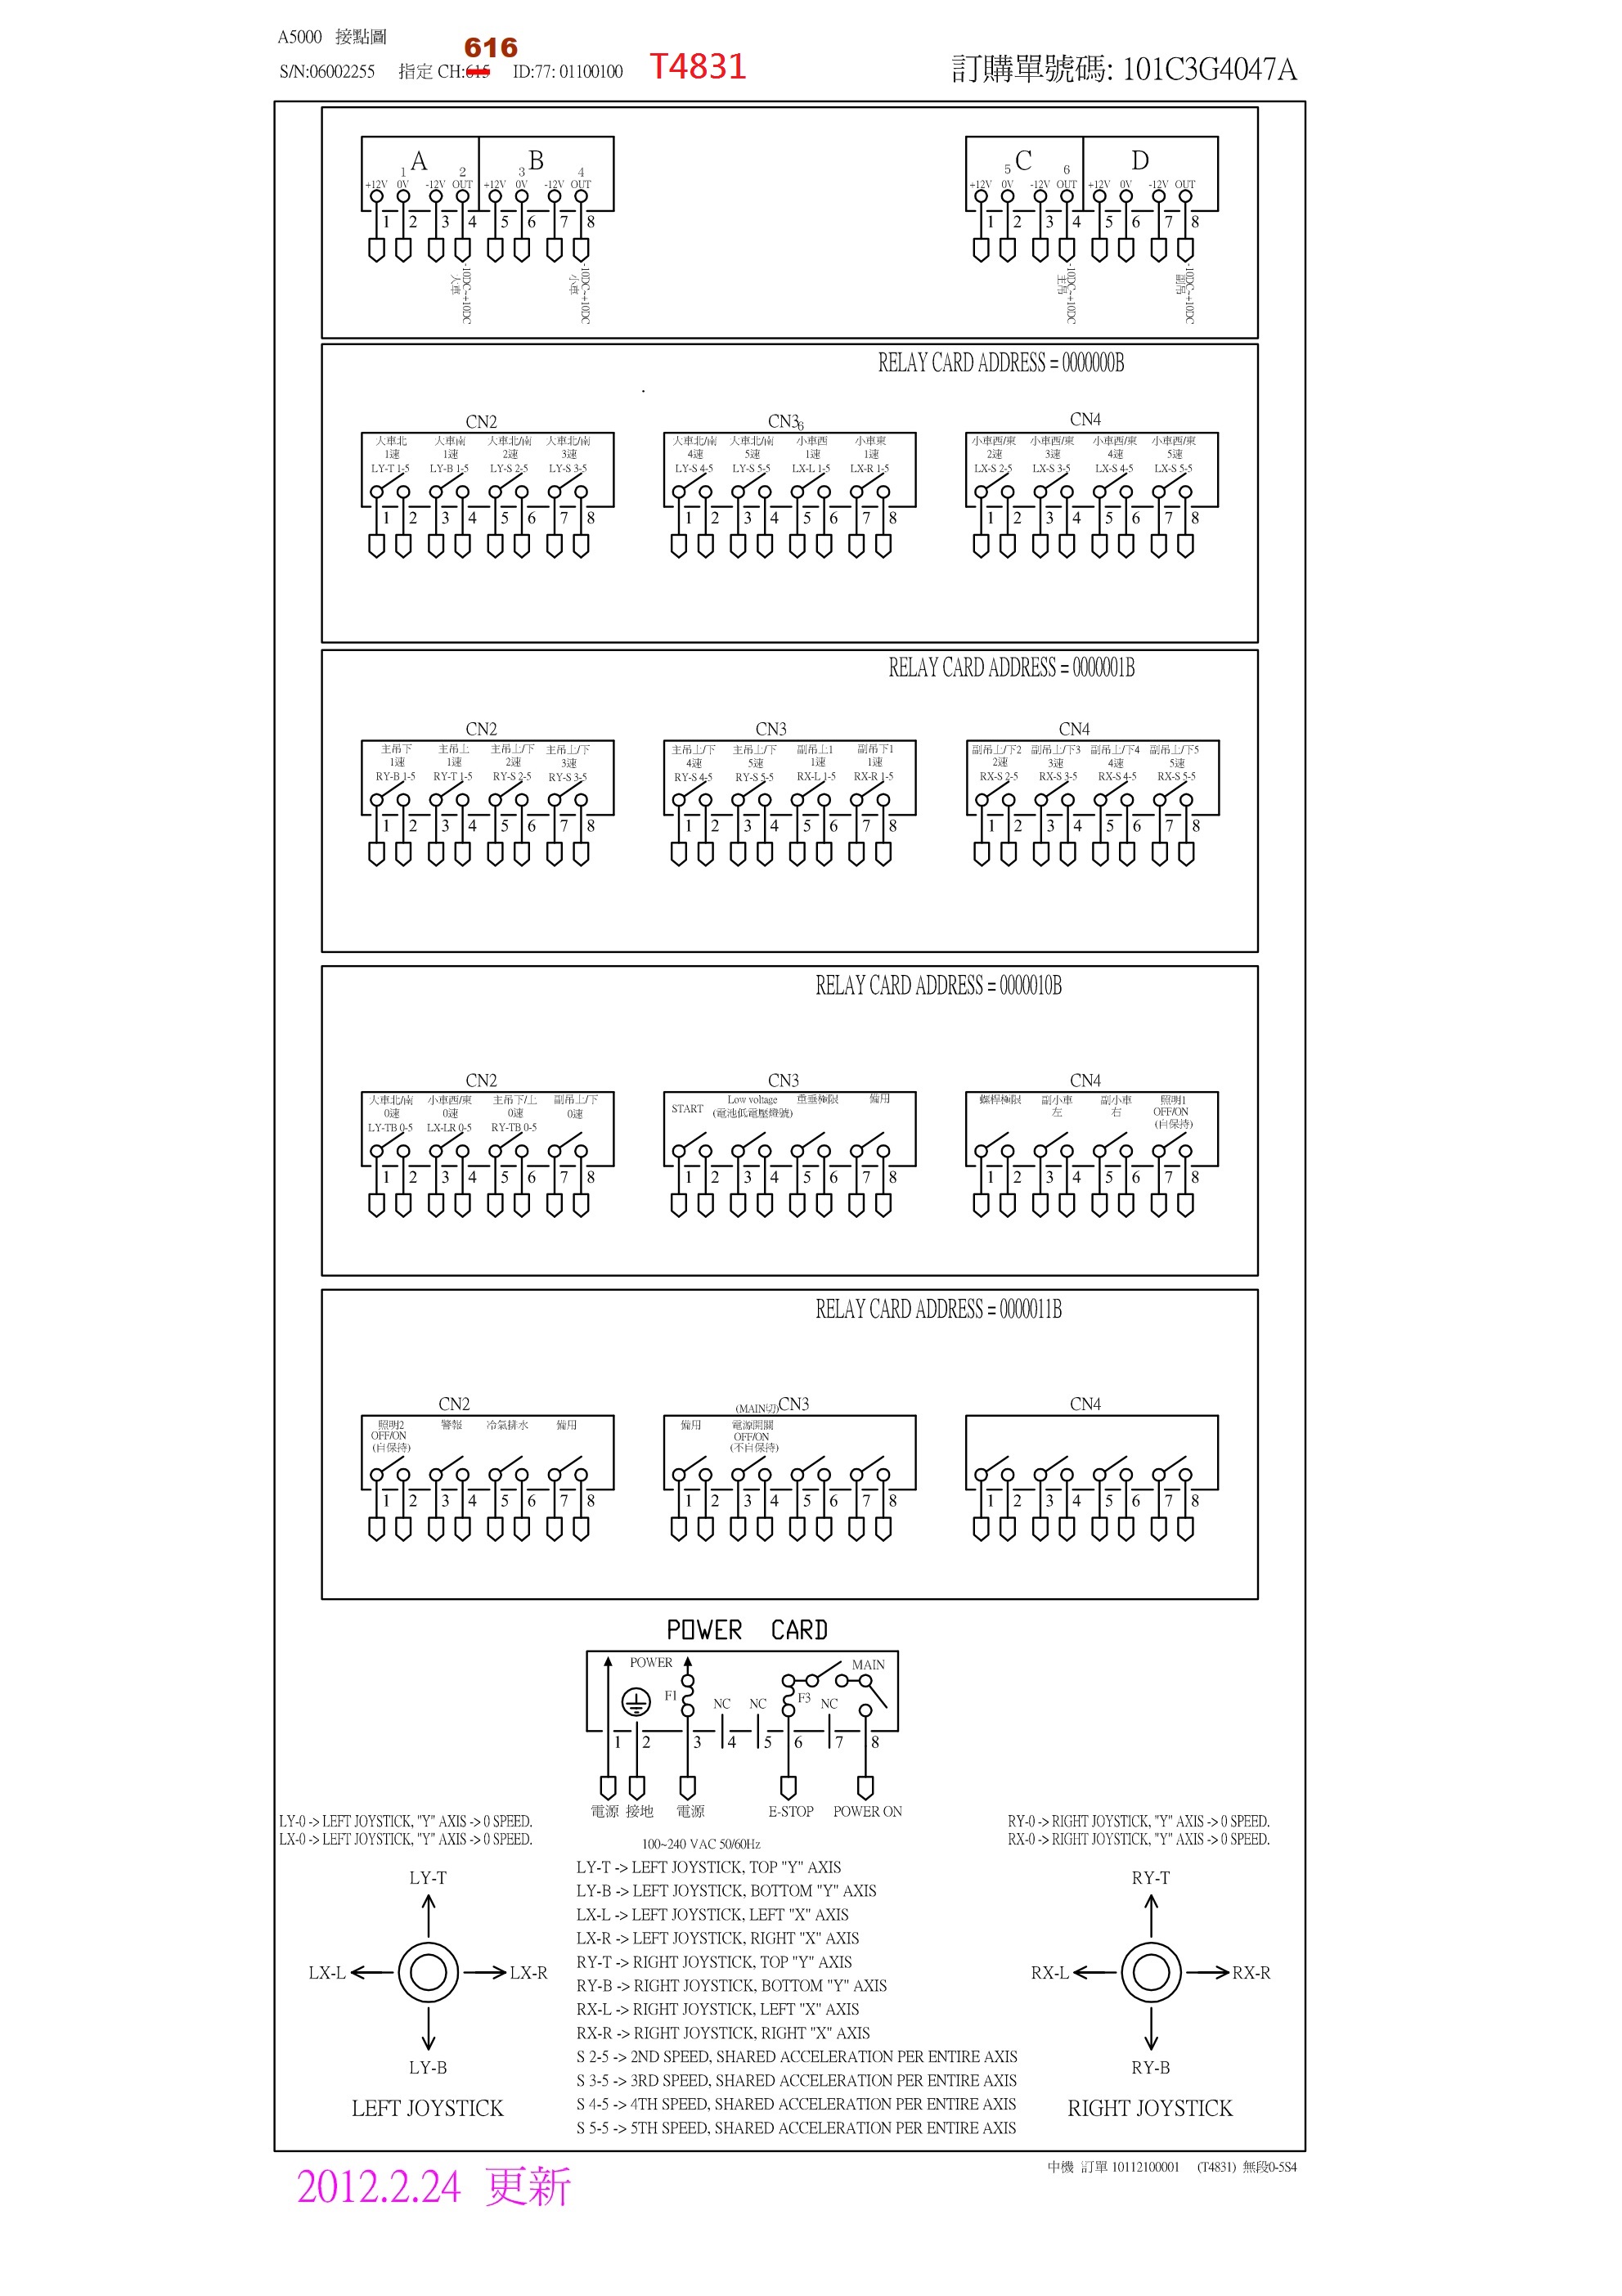 A5000 接點圖
616
S/N:06002255 指定 CH:615 ID:77: 01100100 T4831 訂購單號碼: 101C3G4047A
A B C D
1 2 3 4 5 6
+12V 0V -12V OUT +12V 0V -12V OUT +12V 0V -12V OUT +12V 0V -12V OUT
1 2 3 4 5 6 7 8 1 2 3 4 5 6 7 8
-10DC~+10DC -10DC~+10DC -10DC~+10DC -10DC~+10DC
大車 小車 主吊 副吊
RELAY CARD ADDRESS = 0000000B
CN2 CN3 6 CN4
大車北 大車南 大車北/南 大車北/南 大車北/南 大車北/南 小車西 小車東 小車西/東 小車西/東 小車西/東 小車西/東
1速 1速 2速 3速 4速 5速 1速 1速 2速 3速 4速 5速
LY-T 1-5 LY-B 1-5 LY-S 2-5 LY-S 3-5 LY-S 4-5 LY-S 5-5 LX-L 1-5 LX-R 1-5 LX-S 2-5 LX-S 3-5 LX-S 4-5 LX-S 5-5
1 2 3 4 5 6 7 8 1 2 3 4 5 6 7 8 1 2 3 4 5 6 7 8
RELAY CARD ADDRESS = 0000001B
CN2 CN3 CN4
主吊下 主吊上 主吊上/下 主吊上/下 主吊上/下 主吊上/下 副吊上1 副吊下1 副吊上/下2 副吊上/下3 副吊上/下4 副吊上/下5
1速 1速 2速 3速 4速 5速 1速 1速 2速 3速 4速 5速
RY-B 1-5 RY-T 1-5 RY-S 2-5 RY-S 3-5 RY-S 4-5 RY-S 5-5 RX-L 1-5 RX-R 1-5 RX-S 2-5 RX-S 3-5 RX-S 4-5 RX-S 5-5
1 2 3 4 5 6 7 8 1 2 3 4 5 6 7 8 1 2 3 4 5 6 7 8
RELAY CARD ADDRESS = 0000010B
CN2 CN3 CN4
大車北/南 小車西/東 主吊下/上 副吊上/下 START Low voltage 重垂極限 備用 螺桿極限 副小車 副小車 照明1
0速 0速 0速 0速 (電池低電壓燈號) 左 右 OFF/ON
LY-TB 0-5 LX-LR 0-5 RY-TB 0-5 (自保持)
1 2 3 4 5 6 7 8 1 2 3 4 5 6 7 8 1 2 3 4 5 6 7 8
RELAY CARD ADDRESS = 0000011B
CN2 (MAIN切) CN3 CN4
照明2 警報 冷氣排水 備用 備用 電源開關
OFF/ON OFF/ON
(自保持) (不自保持)
1 2 3 4 5 6 7 8 1 2 3 4 5 6 7 8 1 2 3 4 5 6 7 8
POWER CARD
POWER MAIN
F1 NC NC F3 NC
1 2 3 4 5 6 7 8
電源 接地 電源 E-STOP POWER ON
100~240 VAC 50/60Hz
LY-0 -> LEFT JOYSTICK, "Y" AXIS -> 0 SPEED.
LX-0 -> LEFT JOYSTICK, "Y" AXIS -> 0 SPEED.
RY-0 -> RIGHT JOYSTICK, "Y" AXIS -> 0 SPEED.
RX-0 -> RIGHT JOYSTICK, "Y" AXIS -> 0 SPEED.
LY-T
LX-L LX-R
LY-B
LEFT JOYSTICK
LY-T -> LEFT JOYSTICK, TOP "Y" AXIS
LY-B -> LEFT JOYSTICK, BOTTOM "Y" AXIS
LX-L -> LEFT JOYSTICK, LEFT "X" AXIS
LX-R -> LEFT JOYSTICK, RIGHT "X" AXIS
RY-T -> RIGHT JOYSTICK, TOP "Y" AXIS
RY-B -> RIGHT JOYSTICK, BOTTOM "Y" AXIS
RX-L -> RIGHT JOYSTICK, LEFT "X" AXIS
RX-R -> RIGHT JOYSTICK, RIGHT "X" AXIS
S 2-5 -> 2ND SPEED, SHARED ACCELERATION PER ENTIRE AXIS
S 3-5 -> 3RD SPEED, SHARED ACCELERATION PER ENTIRE AXIS
S 4-5 -> 4TH SPEED, SHARED ACCELERATION PER ENTIRE AXIS
S 5-5 -> 5TH SPEED, SHARED ACCELERATION PER ENTIRE AXIS
RY-T
RX-L RX-R
RY-B
RIGHT JOYSTICK
中機 訂單 10112100001 (T4831) 無段0-5S4
2012.2.24 更新